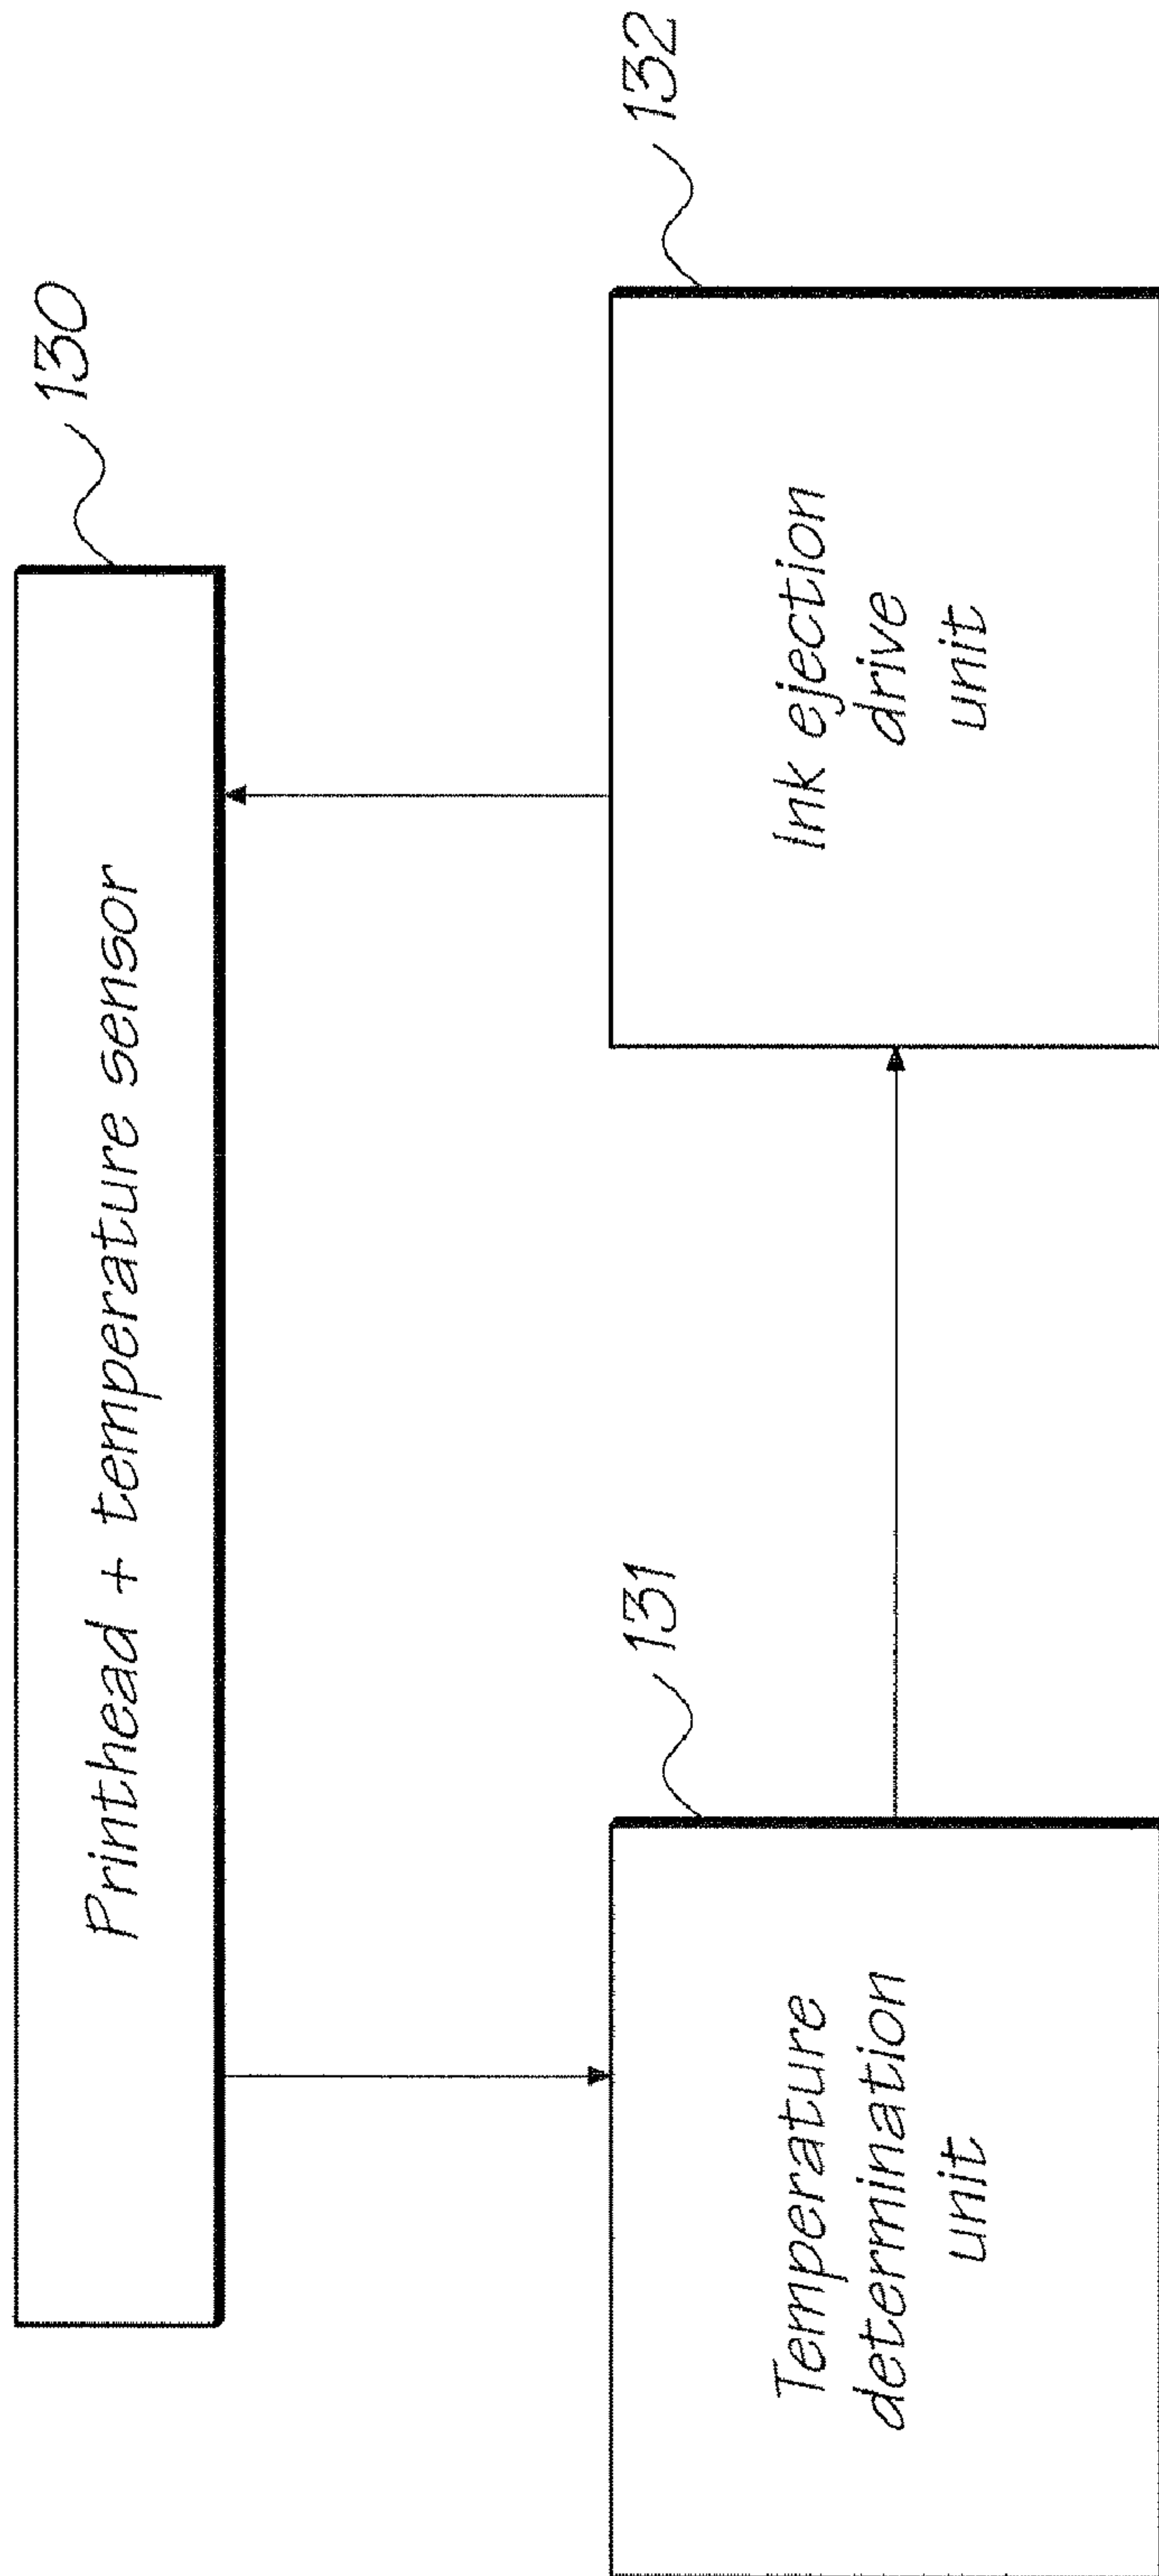 Printhead + temperature sensor
130
131
132
Temperature
determination
unit
Ink ejection
drive
unit